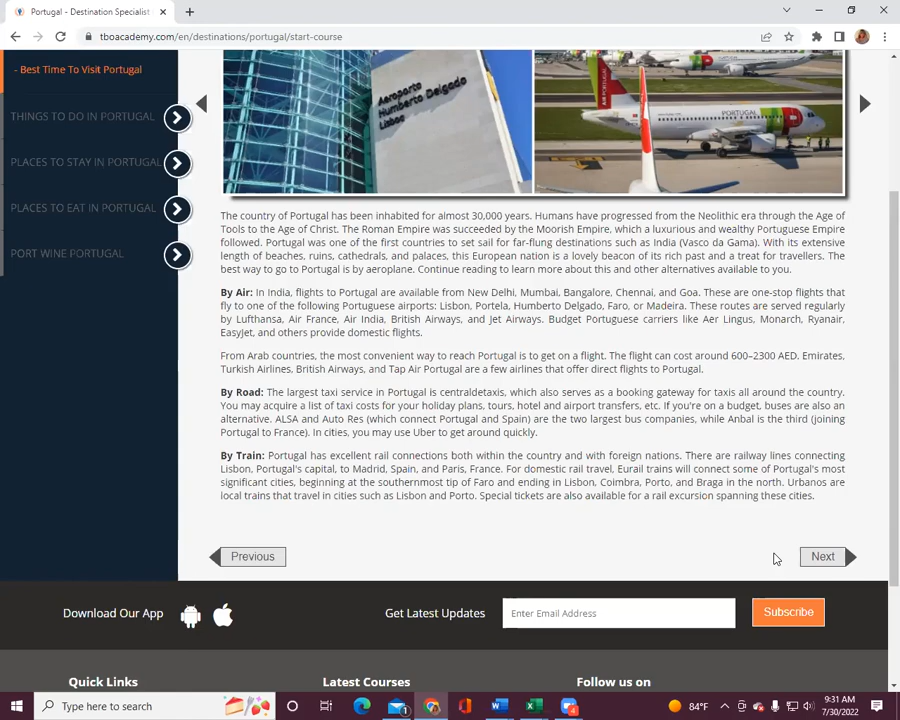 Portugal - Destination Specialist
tboacademy.com/en/destinations/portugal/start-course
- Best Time To Visit Portugal
THINGS TO DO IN PORTUGAL
PLACES TO STAY IN PORTUGAL
PLACES TO EAT IN PORTUGAL
PORT WINE PORTUGAL
Aeroporto
Humberto Delgado
Lisboa
PORTUGAL
The country of Portugal has been inhabited for almost 30,000 years. Humans have progressed from the Neolithic era through the Age of
Tools to the Age of Christ. The Roman Empire was succeeded by the Moorish Empire, which a luxurious and wealthy Portuguese Empire
followed. Portugal was one of the first countries to set sail for far-flung destinations such as India (Vasco da Gama). With its extensive
length of beaches, ruins, cathedrals, and palaces, this European nation is a lovely beacon of its rich past and a treat for travellers. The
best way to go to Portugal is by aeroplane. Continue reading to learn more about this and other alternatives available to you.
By Air: In India, flights to Portugal are available from New Delhi, Mumbai, Bangalore, Chennai, and Goa. These are one-stop flights that
fly to one of the following Portuguese airports: Lisbon, Portela, Humberto Delgado, Faro, or Madeira. These routes are served regularly
by Lufthansa, Air France, Air India, British Airways, and Jet Airways. Budget Portuguese carriers like Aer Lingus, Monarch, Ryanair,
EasyJet, and others provide domestic flights.
From Arab countries, the most convenient way to reach Portugal is to get on a flight. The flight can cost around 600–2300 AED. Emirates,
Turkish Airlines, British Airways, and Tap Air Portugal are a few airlines that offer direct flights to Portugal.
By Road: The largest taxi service in Portugal is centraldetaxis, which also serves as a booking gateway for taxis all around the country.
You may acquire a list of taxi costs for your holiday plans, tours, hotel and airport transfers, etc. If you're on a budget, buses are also an
alternative. ALSA and Auto Res (which connect Portugal and Spain) are the two largest bus companies, while Anbal is the third (joining
Portugal to France). In cities, you may use Uber to get around quickly.
By Train: Portugal has excellent rail connections both within the country and with foreign nations. There are railway lines connecting
Lisbon, Portugal's capital, to Madrid, Spain, and Paris, France. For domestic rail travel, Eurail trains will connect some of Portugal's most
significant cities, beginning at the southernmost tip of Faro and ending in Lisbon, Coimbra, Porto, and Braga in the north. Urbanos are
local trains that travel in cities such as Lisbon and Porto. Special tickets are also available for a rail excursion spanning these cities.
Previous
Next
Download Our App
Get Latest Updates
Enter Email Address
Subscribe
Quick Links
Latest Courses
Follow us on
Type here to search
84°F
9:31 AM
7/30/2022